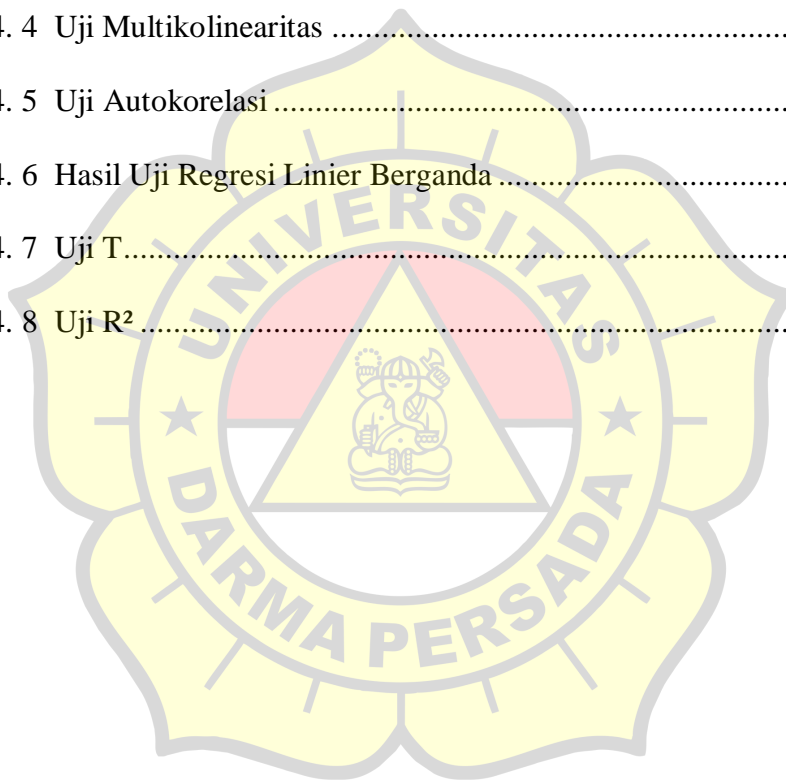 4. 4 Uji Multikolinearitas ..........................................................
4. 5 Uji Autokorelasi .................................................................
4. 6 Hasil Uji Regresi Linier Berganda ....................................
4. 7 Uji T.....................................................................................
4. 8 Uji R² ..................................................................................
UNIVERSITAS
DARMA PERSADA